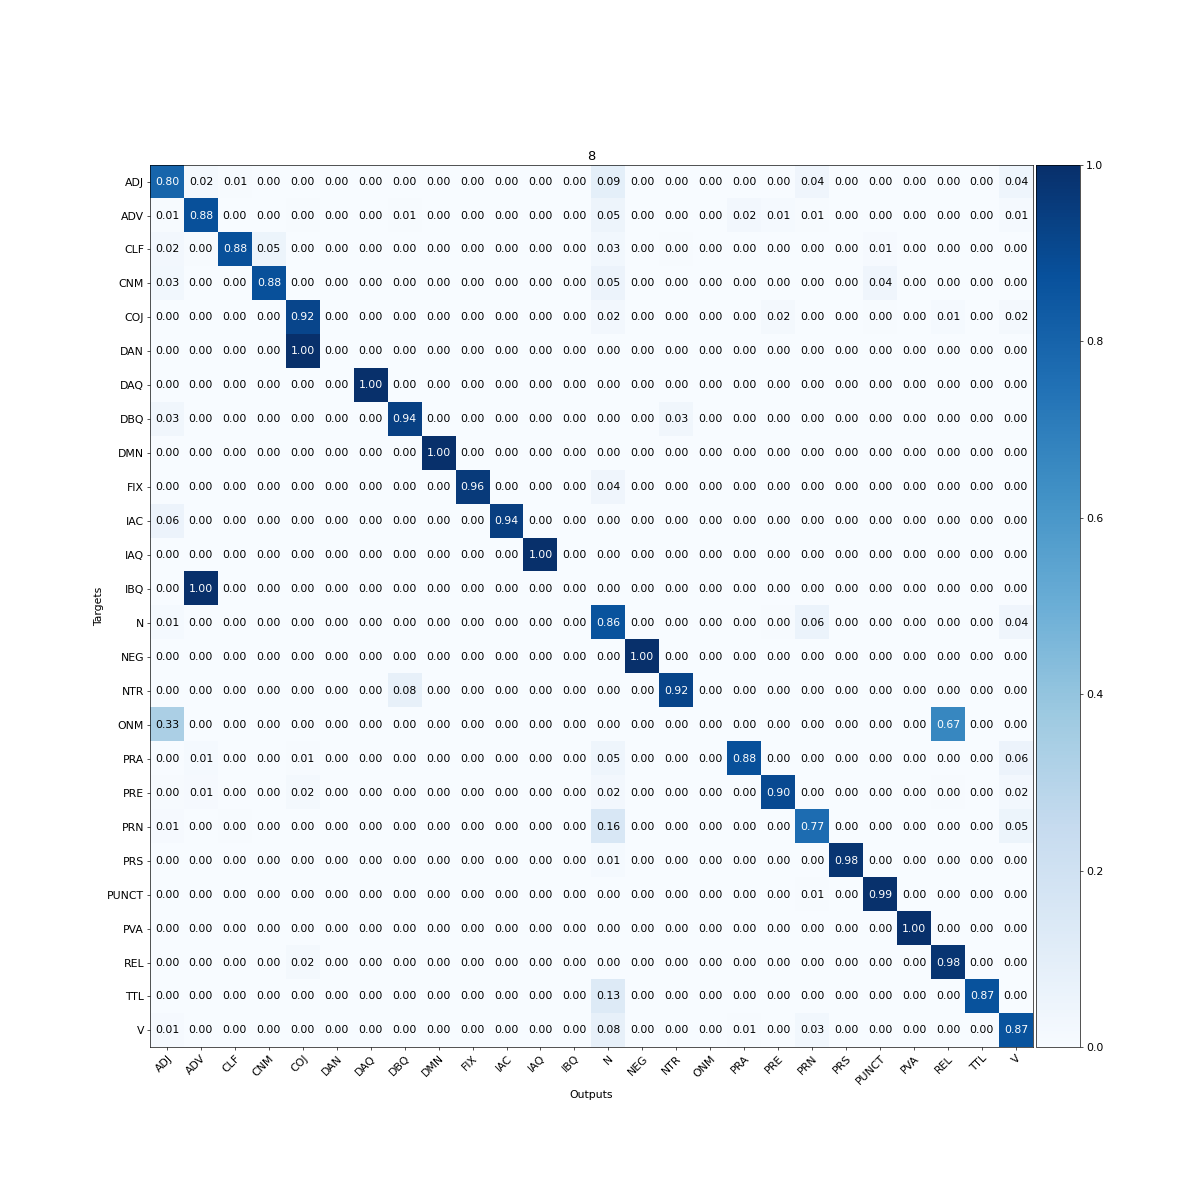 8
ADJ 0.80 0.02 0.01 0.00 0.00 0.00 0.00 0.00 0.00 0.00 0.00 0.00 0.00 0.09 0.00 0.00 0.00 0.00 0.00 0.04 0.00 0.00 0.00 0.00 0.00 0.04 1.0
ADV 0.01 0.88 0.00 0.00 0.00 0.00 0.00 0.01 0.00 0.00 0.00 0.00 0.00 0.05 0.00 0.00 0.00 0.02 0.01 0.01 0.00 0.00 0.00 0.00 0.00 0.01
CLF 0.02 0.00 0.88 0.05 0.00 0.00 0.00 0.00 0.00 0.00 0.00 0.00 0.00 0.03 0.00 0.00 0.00 0.00 0.00 0.00 0.00 0.01 0.00 0.00 0.00 0.00
CNM 0.03 0.00 0.00 0.88 0.00 0.00 0.00 0.00 0.00 0.00 0.00 0.00 0.00 0.05 0.00 0.00 0.00 0.00 0.00 0.00 0.00 0.04 0.00 0.00 0.00 0.00
COJ 0.00 0.00 0.00 0.00 0.92 0.00 0.00 0.00 0.00 0.00 0.00 0.00 0.00 0.02 0.00 0.00 0.00 0.00 0.02 0.00 0.00 0.00 0.00 0.01 0.00 0.02
DAN 0.00 0.00 0.00 0.00 1.00 0.00 0.00 0.00 0.00 0.00 0.00 0.00 0.00 0.00 0.00 0.00 0.00 0.00 0.00 0.00 0.00 0.00 0.00 0.00 0.00 0.00 0.8
DAQ 0.00 0.00 0.00 0.00 0.00 0.00 1.00 0.00 0.00 0.00 0.00 0.00 0.00 0.00 0.00 0.00 0.00 0.00 0.00 0.00 0.00 0.00 0.00 0.00 0.00 0.00
DBQ 0.03 0.00 0.00 0.00 0.00 0.00 0.00 0.94 0.00 0.00 0.00 0.00 0.00 0.00 0.00 0.03 0.00 0.00 0.00 0.00 0.00 0.00 0.00 0.00 0.00 0.00
DMN 0.00 0.00 0.00 0.00 0.00 0.00 0.00 0.00 1.00 0.00 0.00 0.00 0.00 0.00 0.00 0.00 0.00 0.00 0.00 0.00 0.00 0.00 0.00 0.00 0.00 0.00
FIX 0.00 0.00 0.00 0.00 0.00 0.00 0.00 0.00 0.00 0.96 0.00 0.00 0.00 0.04 0.00 0.00 0.00 0.00 0.00 0.00 0.00 0.00 0.00 0.00 0.00 0.00
IAC 0.06 0.00 0.00 0.00 0.00 0.00 0.00 0.00 0.00 0.00 0.94 0.00 0.00 0.00 0.00 0.00 0.00 0.00 0.00 0.00 0.00 0.00 0.00 0.00 0.00 0.00 0.6
IAQ 0.00 0.00 0.00 0.00 0.00 0.00 0.00 0.00 0.00 0.00 0.00 1.00 0.00 0.00 0.00 0.00 0.00 0.00 0.00 0.00 0.00 0.00 0.00 0.00 0.00 0.00
IBQ 0.00 1.00 0.00 0.00 0.00 0.00 0.00 0.00 0.00 0.00 0.00 0.00 0.00 0.00 0.00 0.00 0.00 0.00 0.00 0.00 0.00 0.00 0.00 0.00 0.00 0.00
Targets
N 0.01 0.00 0.00 0.00 0.00 0.00 0.00 0.00 0.00 0.00 0.00 0.00 0.00 0.86 0.00 0.00 0.00 0.00 0.00 0.06 0.00 0.00 0.00 0.00 0.00 0.04
NEG 0.00 0.00 0.00 0.00 0.00 0.00 0.00 0.00 0.00 0.00 0.00 0.00 0.00 0.00 1.00 0.00 0.00 0.00 0.00 0.00 0.00 0.00 0.00 0.00 0.00 0.00
NTR 0.00 0.00 0.00 0.00 0.00 0.00 0.00 0.08 0.00 0.00 0.00 0.00 0.00 0.00 0.00 0.92 0.00 0.00 0.00 0.00 0.00 0.00 0.00 0.00 0.00 0.00 0.4
ONM 0.33 0.00 0.00 0.00 0.00 0.00 0.00 0.00 0.00 0.00 0.00 0.00 0.00 0.00 0.00 0.00 0.00 0.00 0.00 0.00 0.00 0.00 0.00 0.67 0.00 0.00
PRA 0.00 0.01 0.00 0.00 0.01 0.00 0.00 0.00 0.00 0.00 0.00 0.00 0.00 0.05 0.00 0.00 0.00 0.88 0.00 0.00 0.00 0.00 0.00 0.00 0.00 0.06
PRE 0.00 0.01 0.00 0.00 0.02 0.00 0.00 0.00 0.00 0.00 0.00 0.00 0.00 0.02 0.00 0.00 0.00 0.00 0.90 0.00 0.00 0.00 0.00 0.00 0.00 0.02
PRN 0.01 0.00 0.00 0.00 0.00 0.00 0.00 0.00 0.00 0.00 0.00 0.00 0.00 0.16 0.00 0.00 0.00 0.00 0.00 0.77 0.00 0.00 0.00 0.00 0.00 0.05
PRS 0.00 0.00 0.00 0.00 0.00 0.00 0.00 0.00 0.00 0.00 0.00 0.00 0.00 0.01 0.00 0.00 0.00 0.00 0.00 0.00 0.98 0.00 0.00 0.00 0.00 0.00 0.2
PUNCT 0.00 0.00 0.00 0.00 0.00 0.00 0.00 0.00 0.00 0.00 0.00 0.00 0.00 0.00 0.00 0.00 0.00 0.00 0.00 0.01 0.00 0.99 0.00 0.00 0.00 0.00
PVA 0.00 0.00 0.00 0.00 0.00 0.00 0.00 0.00 0.00 0.00 0.00 0.00 0.00 0.00 0.00 0.00 0.00 0.00 0.00 0.00 0.00 0.00 1.00 0.00 0.00 0.00
REL 0.00 0.00 0.00 0.00 0.02 0.00 0.00 0.00 0.00 0.00 0.00 0.00 0.00 0.00 0.00 0.00 0.00 0.00 0.00 0.00 0.00 0.00 0.00 0.98 0.00 0.00
TTL 0.00 0.00 0.00 0.00 0.00 0.00 0.00 0.00 0.00 0.00 0.00 0.00 0.00 0.13 0.00 0.00 0.00 0.00 0.00 0.00 0.00 0.00 0.00 0.00 0.87 0.00
V 0.01 0.00 0.00 0.00 0.00 0.00 0.00 0.00 0.00 0.00 0.00 0.00 0.00 0.08 0.00 0.00 0.00 0.01 0.00 0.03 0.00 0.00 0.00 0.00 0.00 0.87 0.0
ADJ ADV CLF CNM COJ DAN DAQ DBQ DMN FIX IAC IAQ IBQ N NEG NTR ONM PRA PRE PRN PRS PUNCT PVA REL TTL V
Outputs